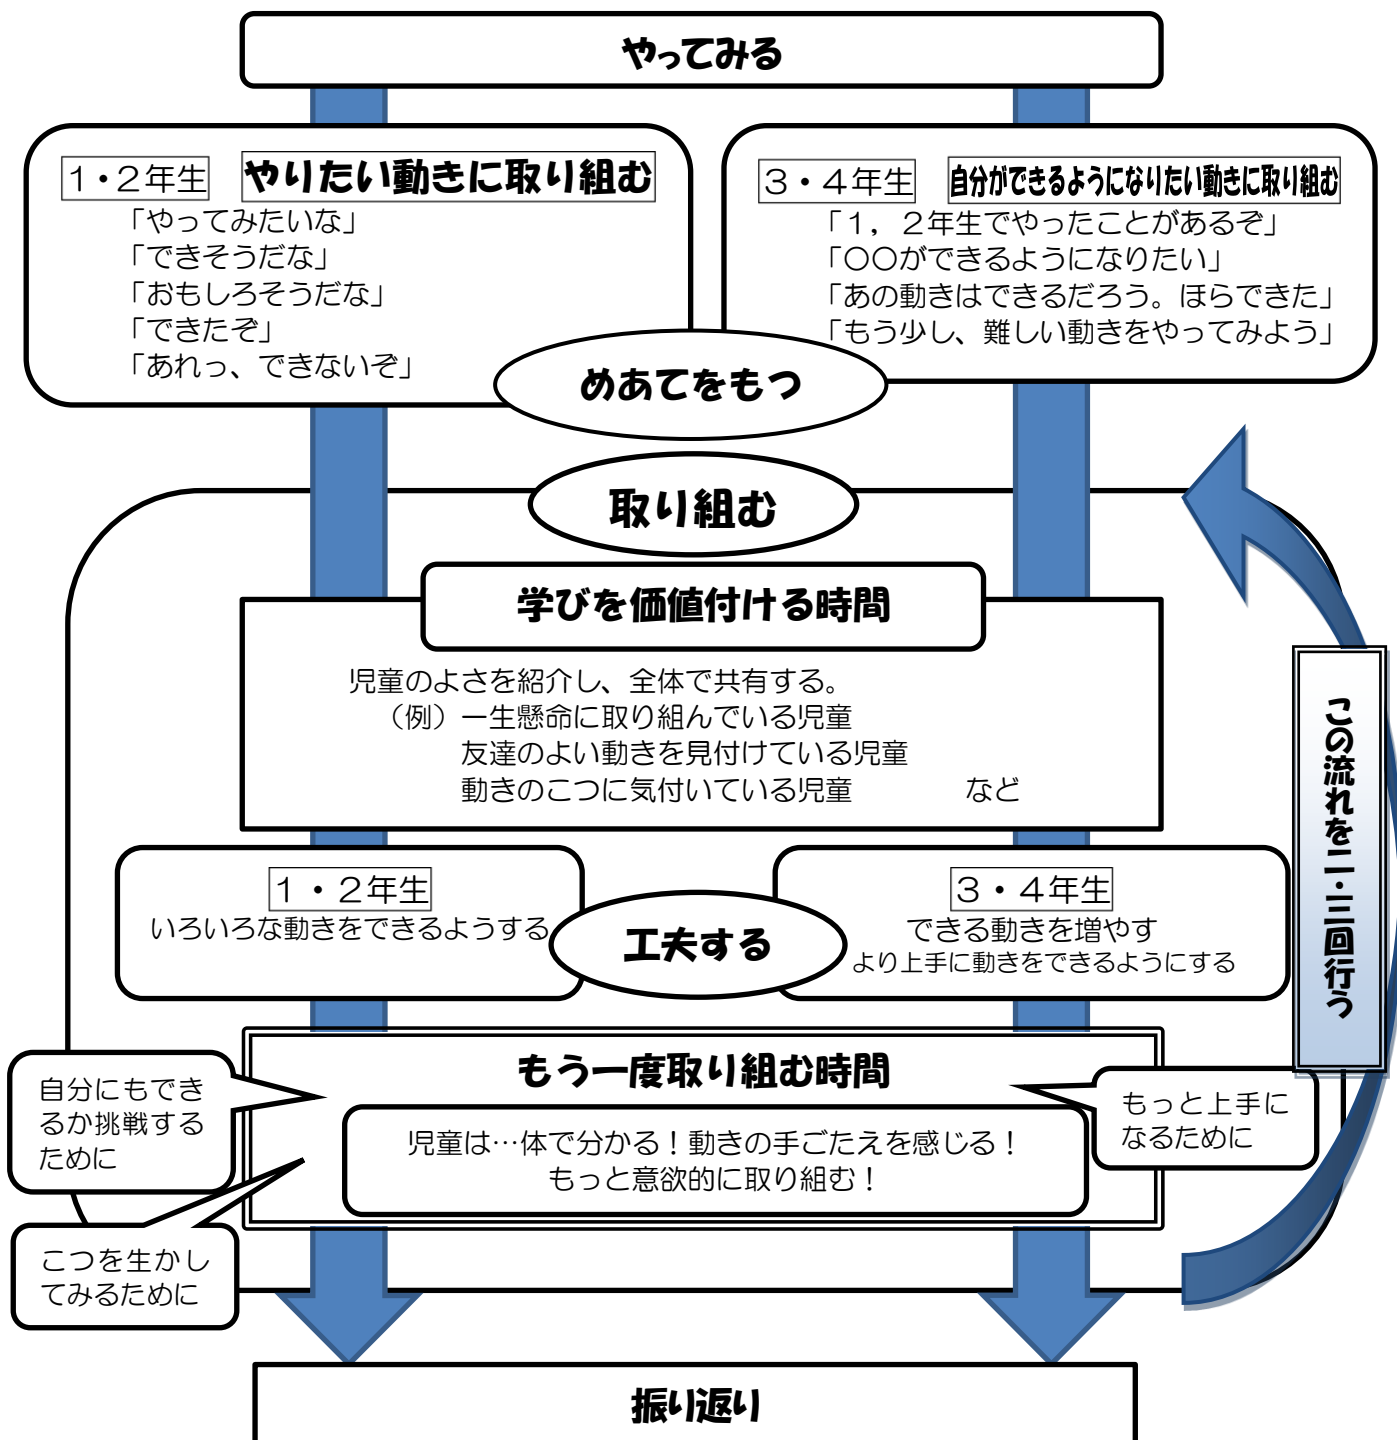 やってみる
1・2年生 やりたい動きに取り組む
「やってみたいな」
「できそうだな」
「おもしろそうだな」
「できたぞ」
「あれっ、できないぞ」
3・4年生 自分ができるようになりたい動きに取り組む
「1，2年生でやったことがあるぞ」
「〇〇ができるようになりたい」
「あの動きはできるだろう。ほらできた」
「もう少し、難しい動きをやってみよう」
めあてをもつ
取り組む
学びを価値付ける時間
児童のよさを紹介し、全体で共有する。
（例）一生懸命に取り組んでいる児童
友達のよい動きを見付けている児童
動きのこつに気付いている児童　など
1・2年生
いろいろな動きをできるようする
工夫する
3・4年生
できる動きを増やす
より上手に動きをできるようにする
この流れを二・三回行う
もう一度取り組む時間
自分にもでき
るか挑戦する
ために
児童は…体で分かる！動きの手ごたえを感じる！
もっと意欲的に取り組む！
もっと上手に
なるために
こつを生かし
てみるために
振り返り